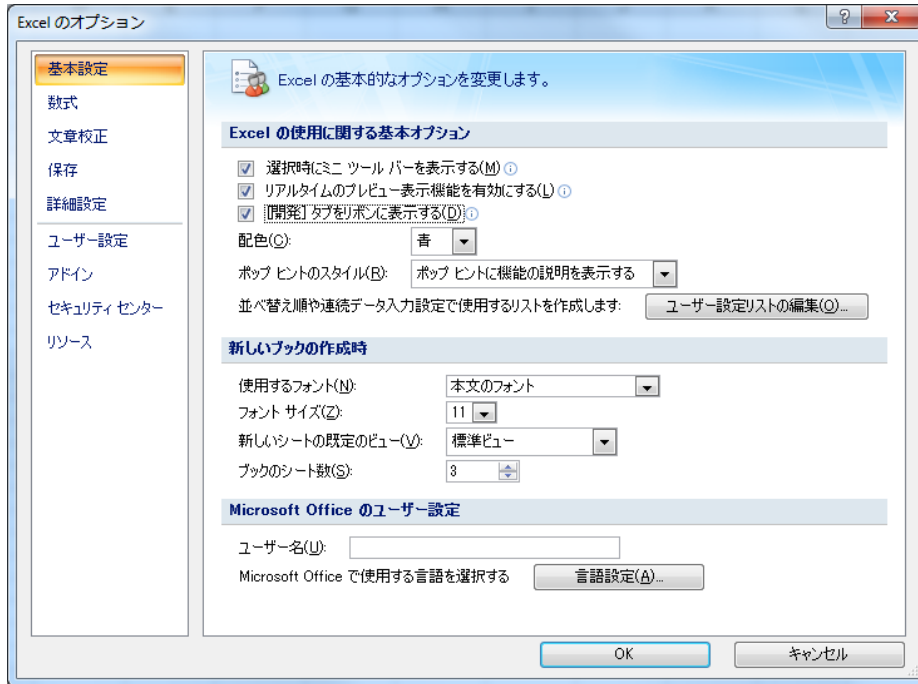 Excel のオプション
基本設定
数式
文章校正
保存
詳細設定
ユーザー設定
アドイン
セキュリティ センター
リソース
Excel の基本的なオプションを変更します。
Excel の使用に関する基本オプション
選択時にミニ ツール バーを表示する(M)
リアルタイムのプレビュー表示機能を有効にする(L)
[開発] タブをリボンに表示する(D)
配色(C): 青
ポップ ヒントのスタイル(R): ポップ ヒントに機能の説明を表示する
並べ替え順や連続データ入力設定で使用するリストを作成します: ユーザー設定リストの編集(O)...
新しいブックの作成時
使用するフォント(N): 本文のフォント
フォント サイズ(Z): 11
新しいシートの既定のビュー(V): 標準ビュー
ブックのシート数(S): 3
Microsoft Office のユーザー設定
ユーザー名(U):
Microsoft Office で使用する言語を選択する 言語設定(A)...
OK キャンセル